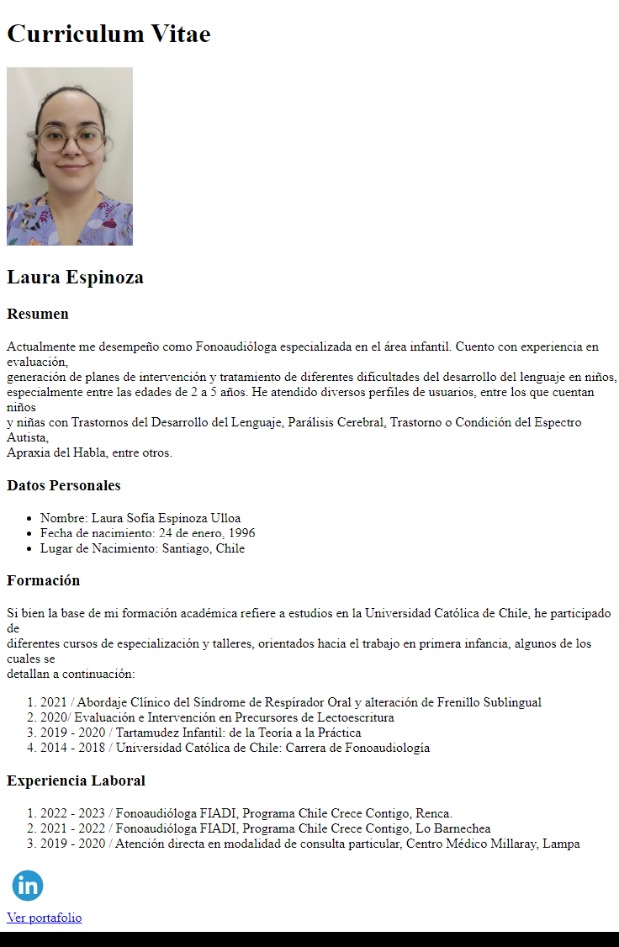 Curriculum Vitae
Laura Espinoza
Resumen
Actualmente me desempeño como Fonoaudióloga especializada en el área infantil. Cuento con experiencia en
evaluación,
generación de planes de intervención y tratamiento de diferentes dificultades del desarrollo del lenguaje en niños,
especialmente entre las edades de 2 a 5 años. He atendido diversos perfiles de usuarios, entre los que cuentan
niños
y niñas con Trastornos del Desarrollo del Lenguaje, Parálisis Cerebral, Trastorno o Condición del Espectro
Autista,
Apraxia del Habla, entre otros.
Datos Personales
• Nombre: Laura Sofía Espinoza Ulloa
• Fecha de nacimiento: 24 de enero, 1996
• Lugar de Nacimiento: Santiago, Chile
Formación
Si bien la base de mi formación académica refiere a estudios en la Universidad Católica de Chile, he participado
de
diferentes cursos de especialización y talleres, orientados hacia el trabajo en primera infancia, algunos de los
cuales se
detallan a continuación:
1. 2021 / Abordaje Clínico del Síndrome de Respirador Oral y alteración de Frenillo Sublingual
2. 2020/ Evaluación e Intervención en Precursores de Lectoescritura
3. 2019 - 2020 / Tartamudez Infantil: de la Teoría a la Práctica
4. 2014 - 2018 / Universidad Católica de Chile: Carrera de Fonoaudiología
Experiencia Laboral
1. 2022 - 2023 / Fonoaudióloga FIADI, Programa Chile Crece Contigo, Renca.
2. 2021 - 2022 / Fonoaudióloga FIADI, Programa Chile Crece Contigo, Lo Barnechea
3. 2019 - 2020 / Atención directa en modalidad de consulta particular, Centro Médico Millaray, Lampa
in
Ver portafolio